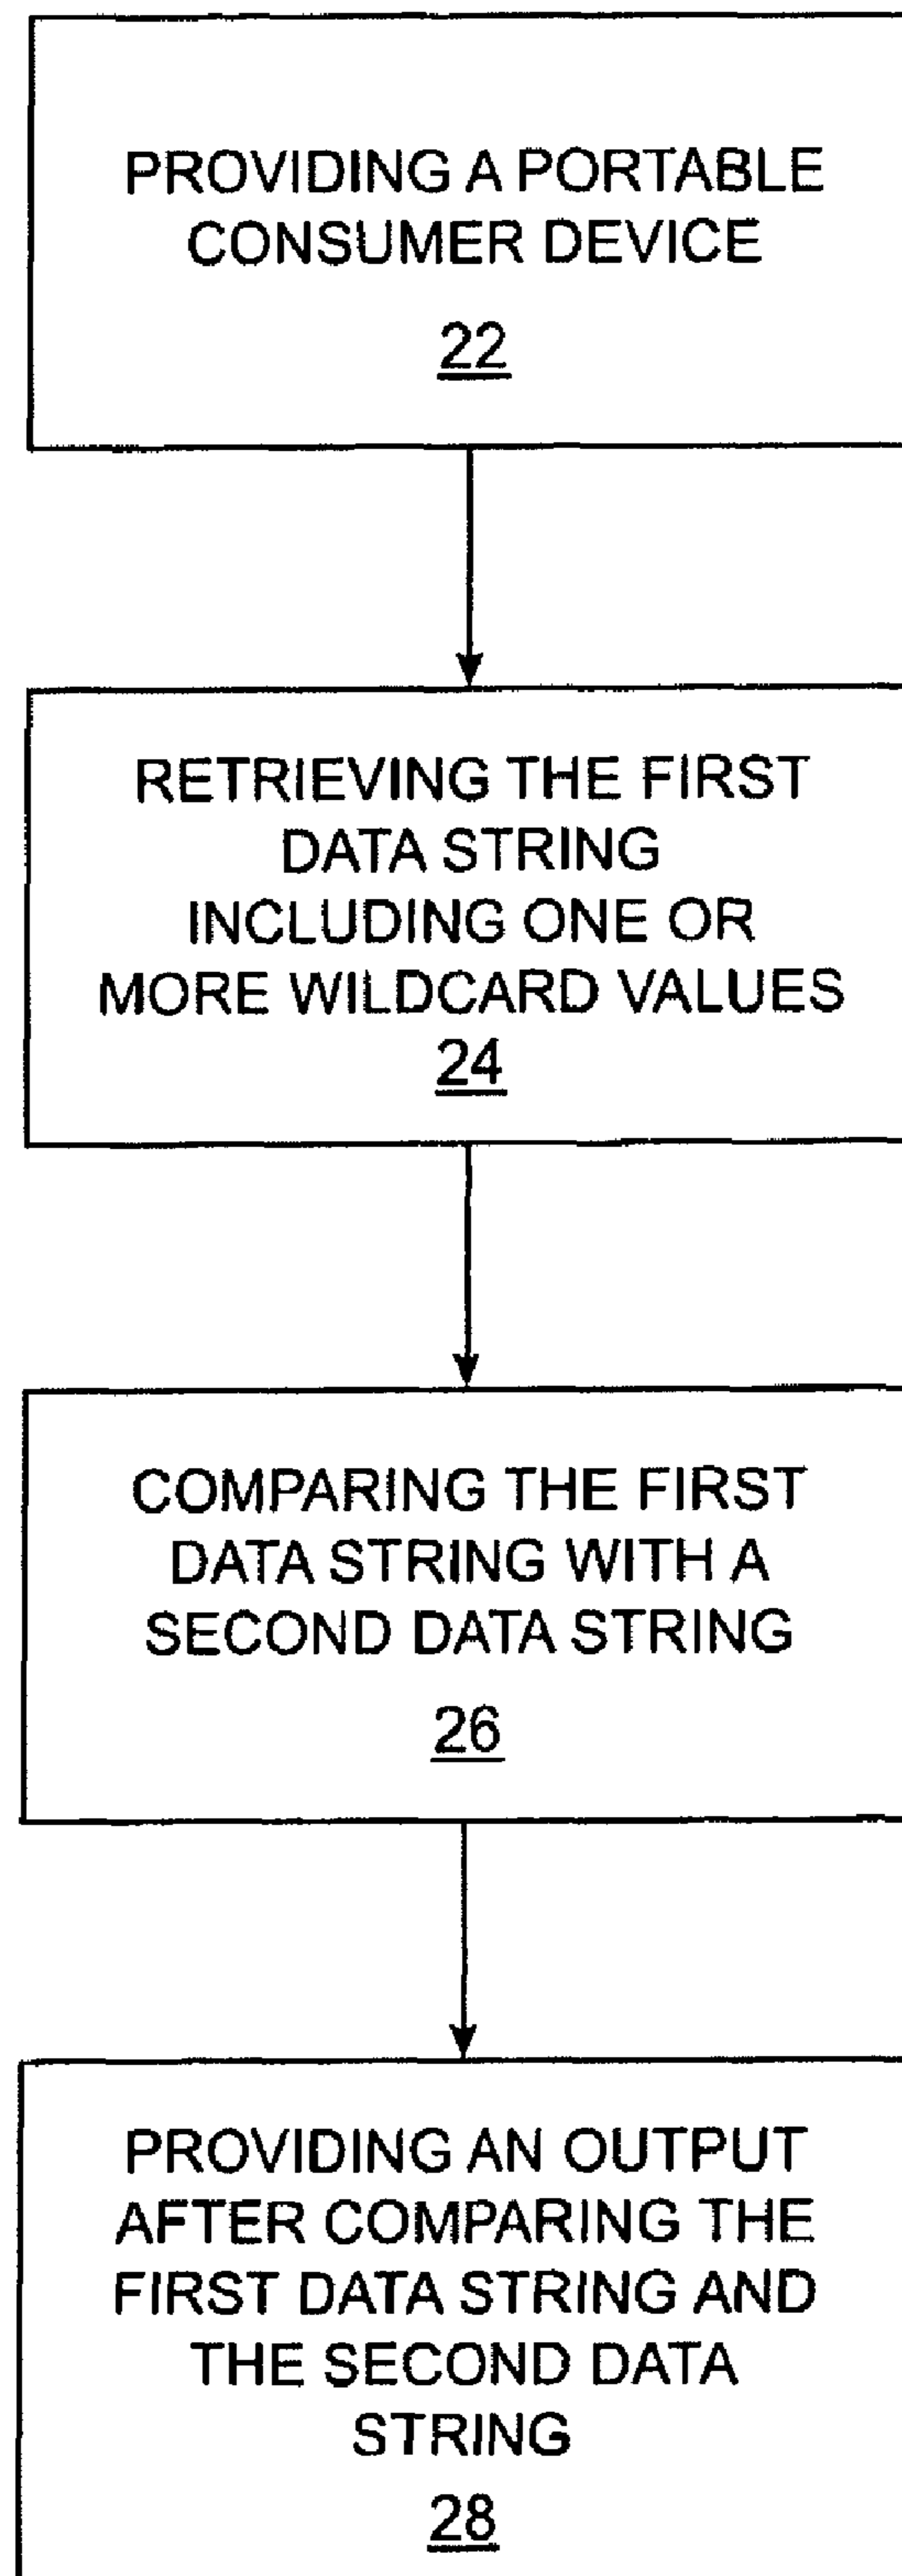 PROVIDING A PORTABLE
CONSUMER DEVICE
22
RETRIEVING THE FIRST
DATA STRING
INCLUDING ONE OR
MORE WILDCARD VALUES
24
COMPARING THE FIRST
DATA STRING WITH A
SECOND DATA STRING
26
PROVIDING AN OUTPUT
AFTER COMPARING THE
FIRST DATA STRING AND
THE SECOND DATA
STRING
28